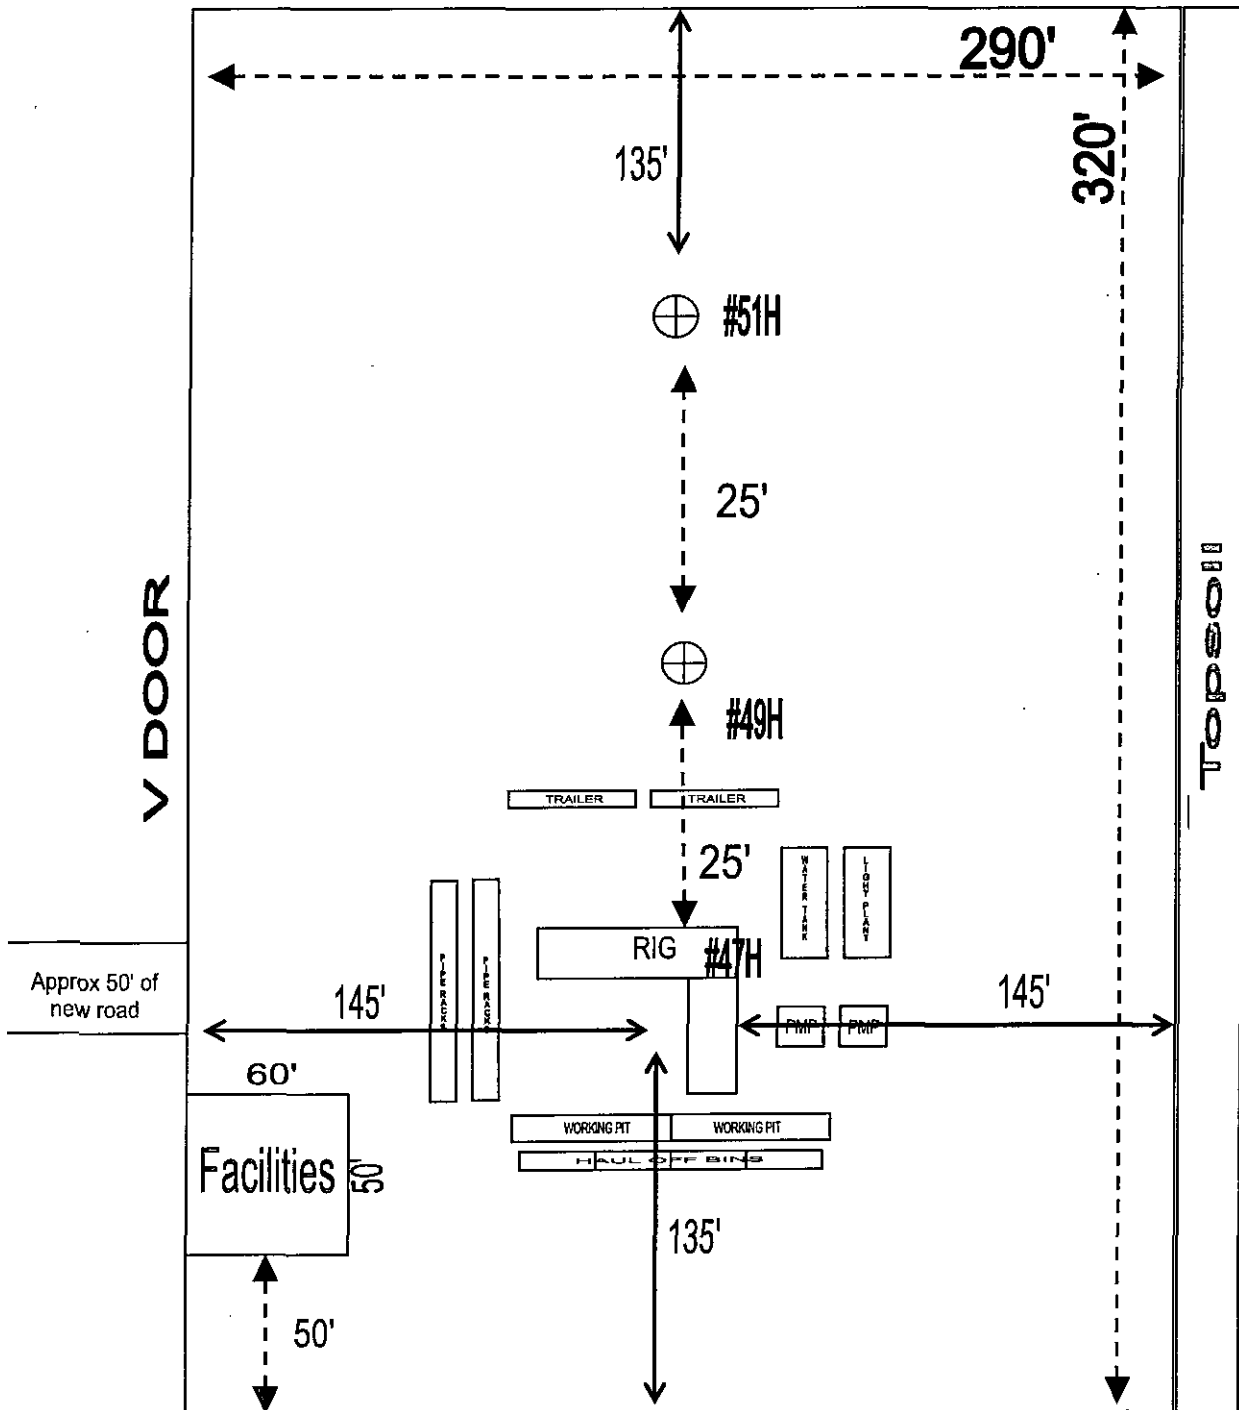 290'
320'
135'
#51H
25'
V DOOR
Topsoil
#49H
TRAILER
TRAILER
25'
WATER TANK
LIGHT PLANT
RIG
#47H
PIPE RACKS
PIPE RACKS
Approx 50' of
new road
145'
145'
PMP
PMP
60'
WORKING PIT
WORKING PIT
HAUL OFF BINS
Facilities
50'
135'
50'